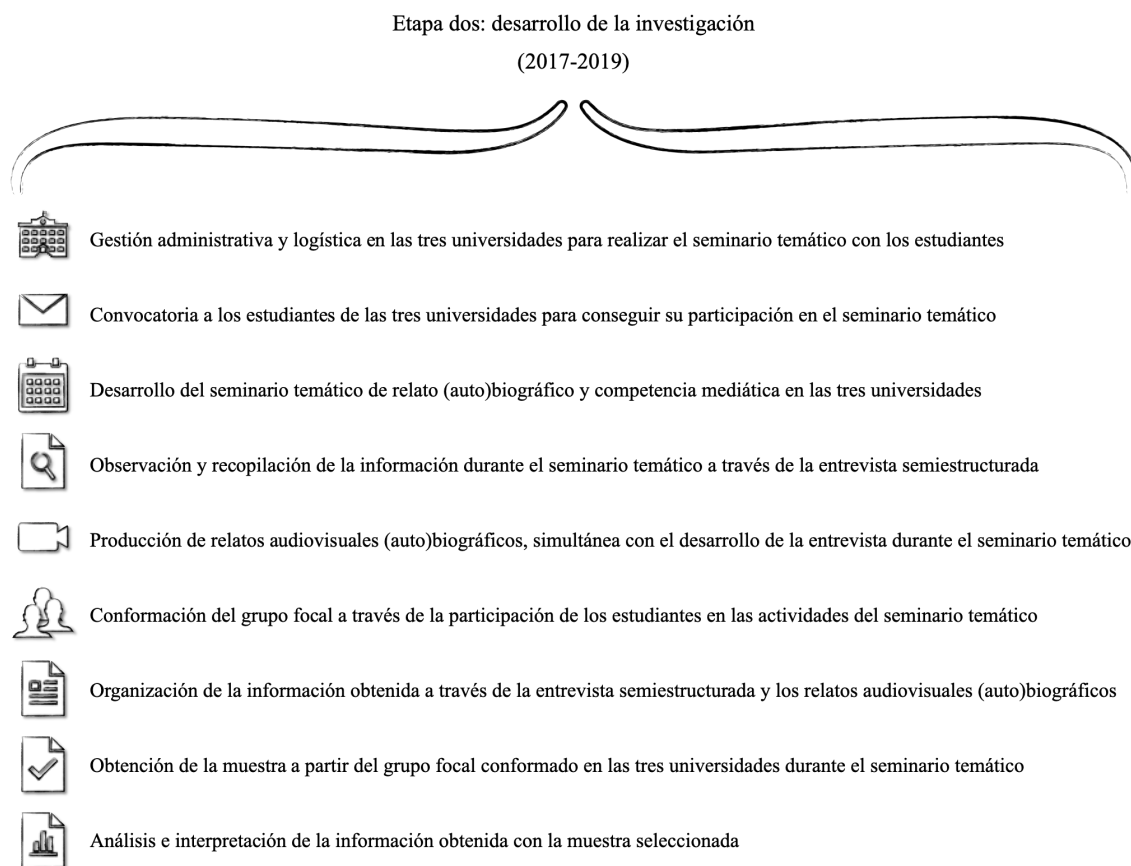 Etapa dos: desarrollo de la investigación
(2017-2019)
Gestión administrativa y logística en las tres universidades para realizar el seminario temático con los estudiantes
Convocatoria a los estudiantes de las tres universidades para conseguir su participación en el seminario temático
Desarrollo del seminario temático de relato (auto)biográfico y competencia mediática en las tres universidades
Observación y recopilación de la información durante el seminario temático a través de la entrevista semiestructurada
Producción de relatos audiovisuales (auto)biográficos, simultánea con el desarrollo de la entrevista durante el seminario temático
Conformación del grupo focal a través de la participación de los estudiantes en las actividades del seminario temático
Organización de la información obtenida a través de la entrevista semiestructurada y los relatos audiovisuales (auto)biográficos
Obtención de la muestra a partir del grupo focal conformado en las tres universidades durante el seminario temático
Análisis e interpretación de la información obtenida con la muestra seleccionada